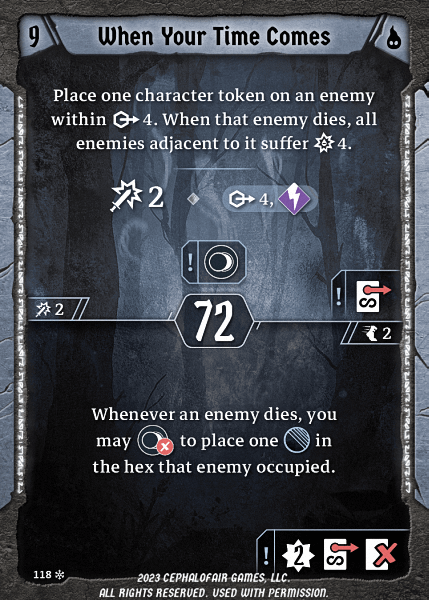 9 When Your Time Comes
Place one character token on an enemy
within 4. When that enemy dies, all
enemies adjacent to it suffer 4.
2 4,
!
!
2
72
2
Whenever an enemy dies, you
may to place one in
the hex that enemy occupied.
! 2
118
2023 CEPHALOFAIR GAMES, LLC.
ALL RIGHTS RESERVED. USED WITH PERMISSION.